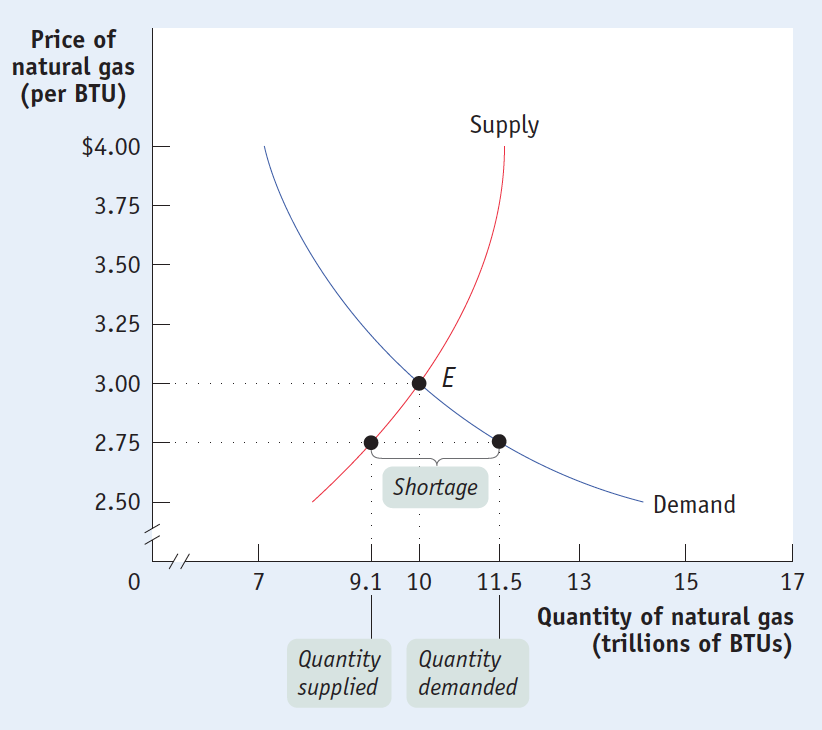 Price of
natural gas
(per BTU)
Supply
$4.00
3.75
3.50
3.25
3.00
E
2.75
Shortage
2.50
Demand
0
7
9.1
10
11.5
13
15
17
Quantity of natural gas
(trillions of BTUs)
Quantity
supplied
Quantity
demanded